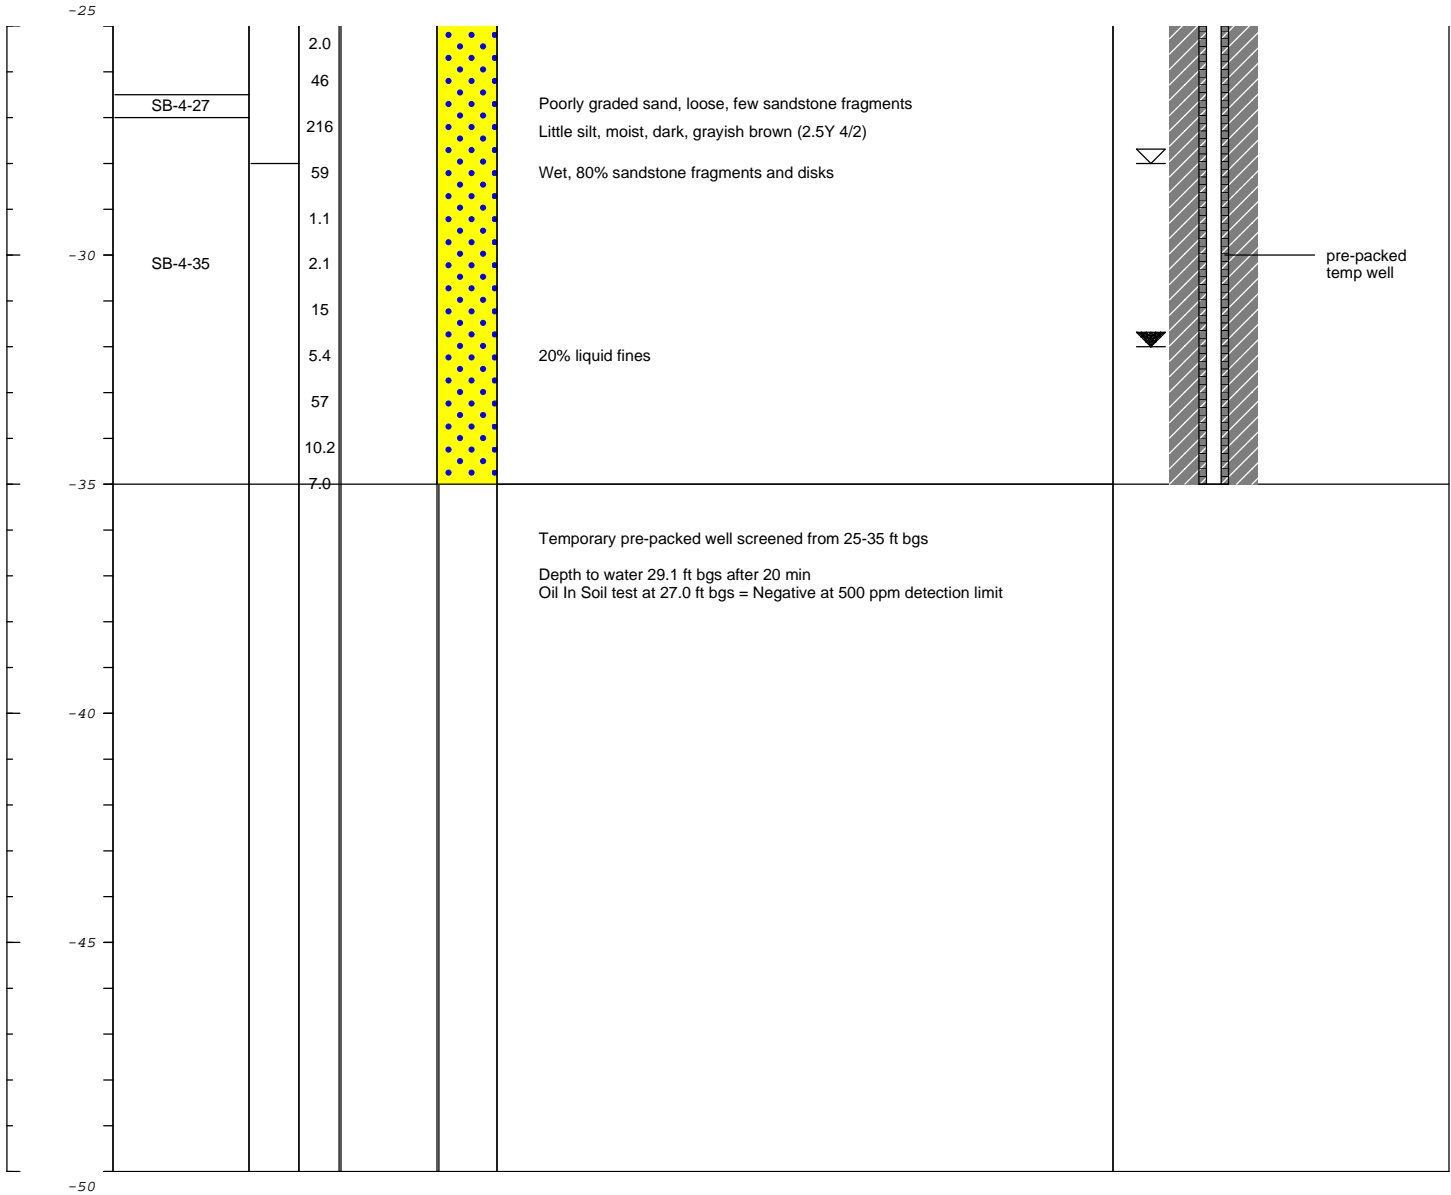 -25
2.0
46
SB-4-27
Poorly graded sand, loose, few sandstone fragments
216
Little silt, moist, dark, grayish brown (2.5Y 4/2)
59
Wet, 80% sandstone fragments and disks
1.1
-30
SB-4-35
2.1
pre-packed
temp well
15
5.4
20% liquid fines
57
10.2
-35
7.0
Temporary pre-packed well screened from 25-35 ft bgs
Depth to water 29.1 ft bgs after 20 min
Oil In Soil test at 27.0 ft bgs = Negative at 500 ppm detection limit
-40
-45
-50